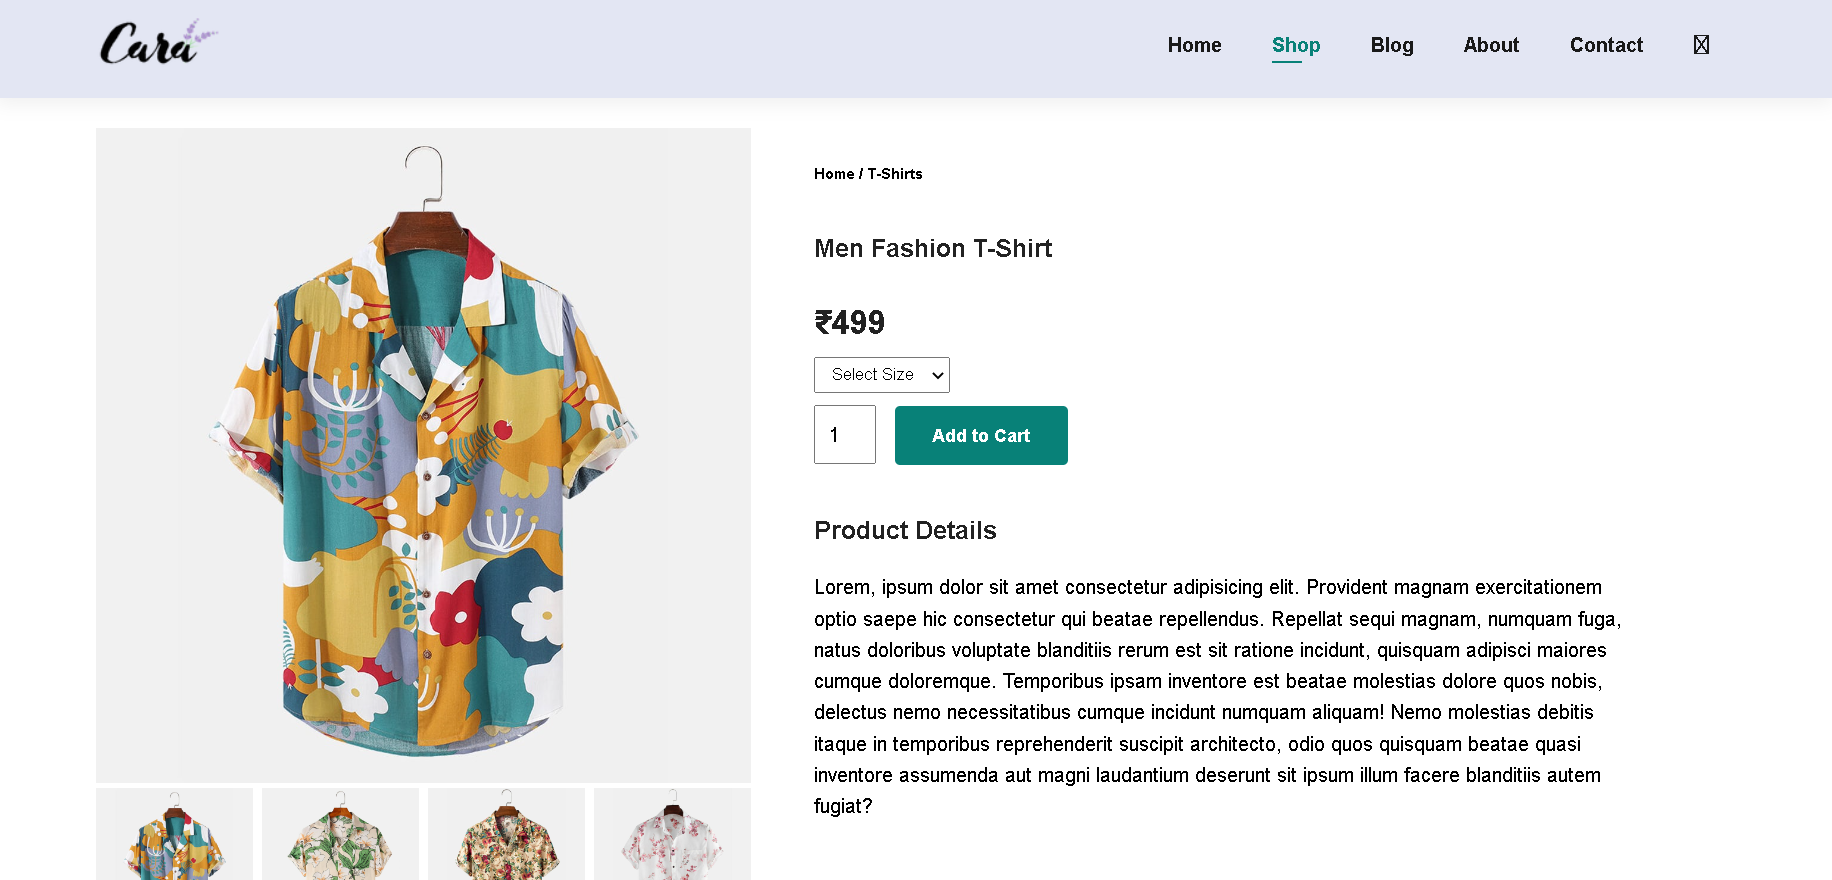 Cara
Home Shop Blog About Contact
Home / T-Shirts
Men Fashion T-Shirt
₹499
Select Size
1 Add to Cart
Product Details
Lorem, ipsum dolor sit amet consectetur adipisicing elit. Provident magnam exercitationem
optio saepe hic consectetur qui beatae repellendus. Repellat sequi magnam, numquam fuga,
natus doloribus voluptate blanditiis rerum est sit ratione incidunt, quisquam adipisci maiores
cumque doloremque. Temporibus ipsam inventore est beatae molestias dolore quos nobis,
delectus nemo necessitatibus cumque incidunt numquam aliquam! Nemo molestias debitis
itaque in temporibus reprehenderit suscipit architecto, odio quos quisquam beatae quasi
inventore assumenda aut magni laudantium deserunt sit ipsum illum facere blanditiis autem
fugiat?